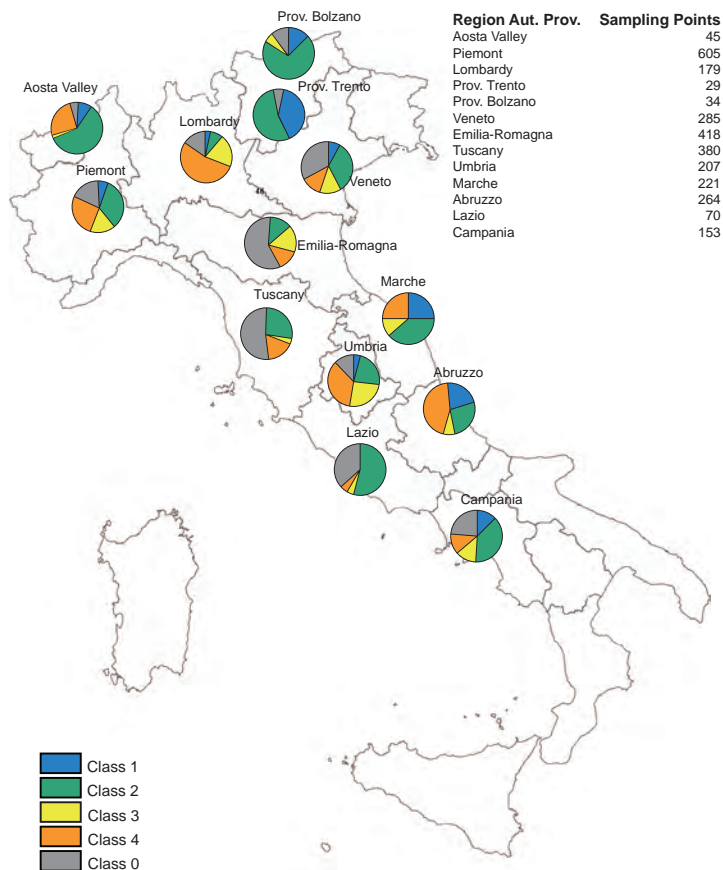 Region Aut. Prov. Sampling Points
Aosta Valley 45
Piemont 605
Lombardy 179
Prov. Trento 29
Prov. Bolzano 34
Veneto 285
Emilia-Romagna 418
Tuscany 380
Umbria 207
Marche 221
Abruzzo 264
Lazio 70
Campania 153
Prov. Bolzano
Prov. Trento
Aosta Valley
Lombardy
Piemont
Veneto
Emilia-Romagna
Marche
Tuscany
Umbria
Abruzzo
Lazio
Campania
Class 1
Class 2
Class 3
Class 4
Class 0